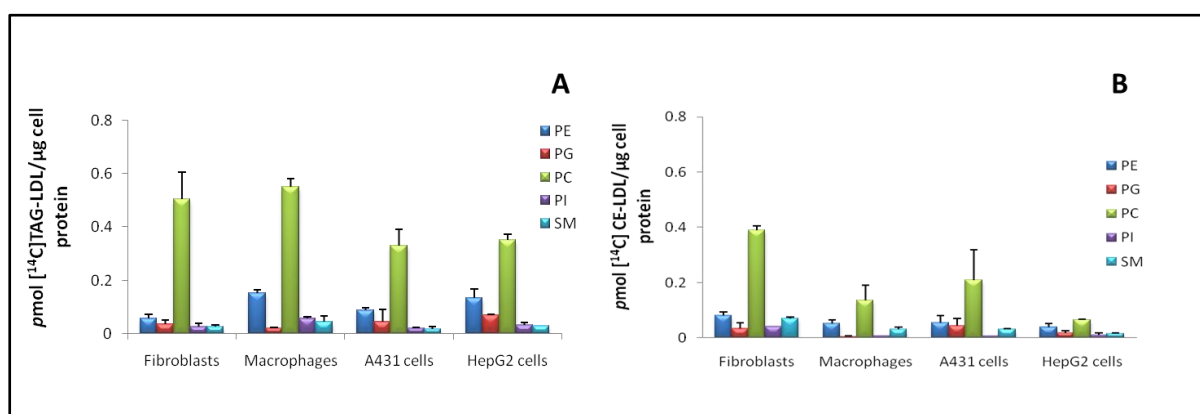 A
pmol [¹⁴C]TAG-LDL/μg cell
protein
0.8
0.6
0.4
0.2
0
Fibroblasts
Macrophages
A431 cells
HepG2 cells
PE
PG
PC
PI
SM
B
pmol [¹⁴C] CE-LDL/μg cell
protein
0.8
0.6
0.4
0.2
0
Fibroblasts
Macrophages
A431 cells
HepG2 cells
PE
PG
PC
PI
SM